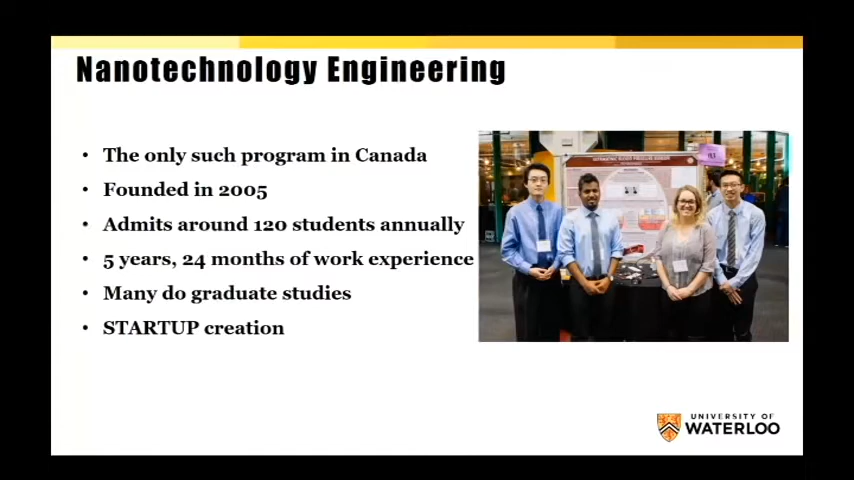 Nanotechnology Engineering
• The only such program in Canada
• Founded in 2005
• Admits around 120 students annually
• 5 years, 24 months of work experience
• Many do graduate studies
• STARTUP creation
UNIVERSITY OF
WATERLOO